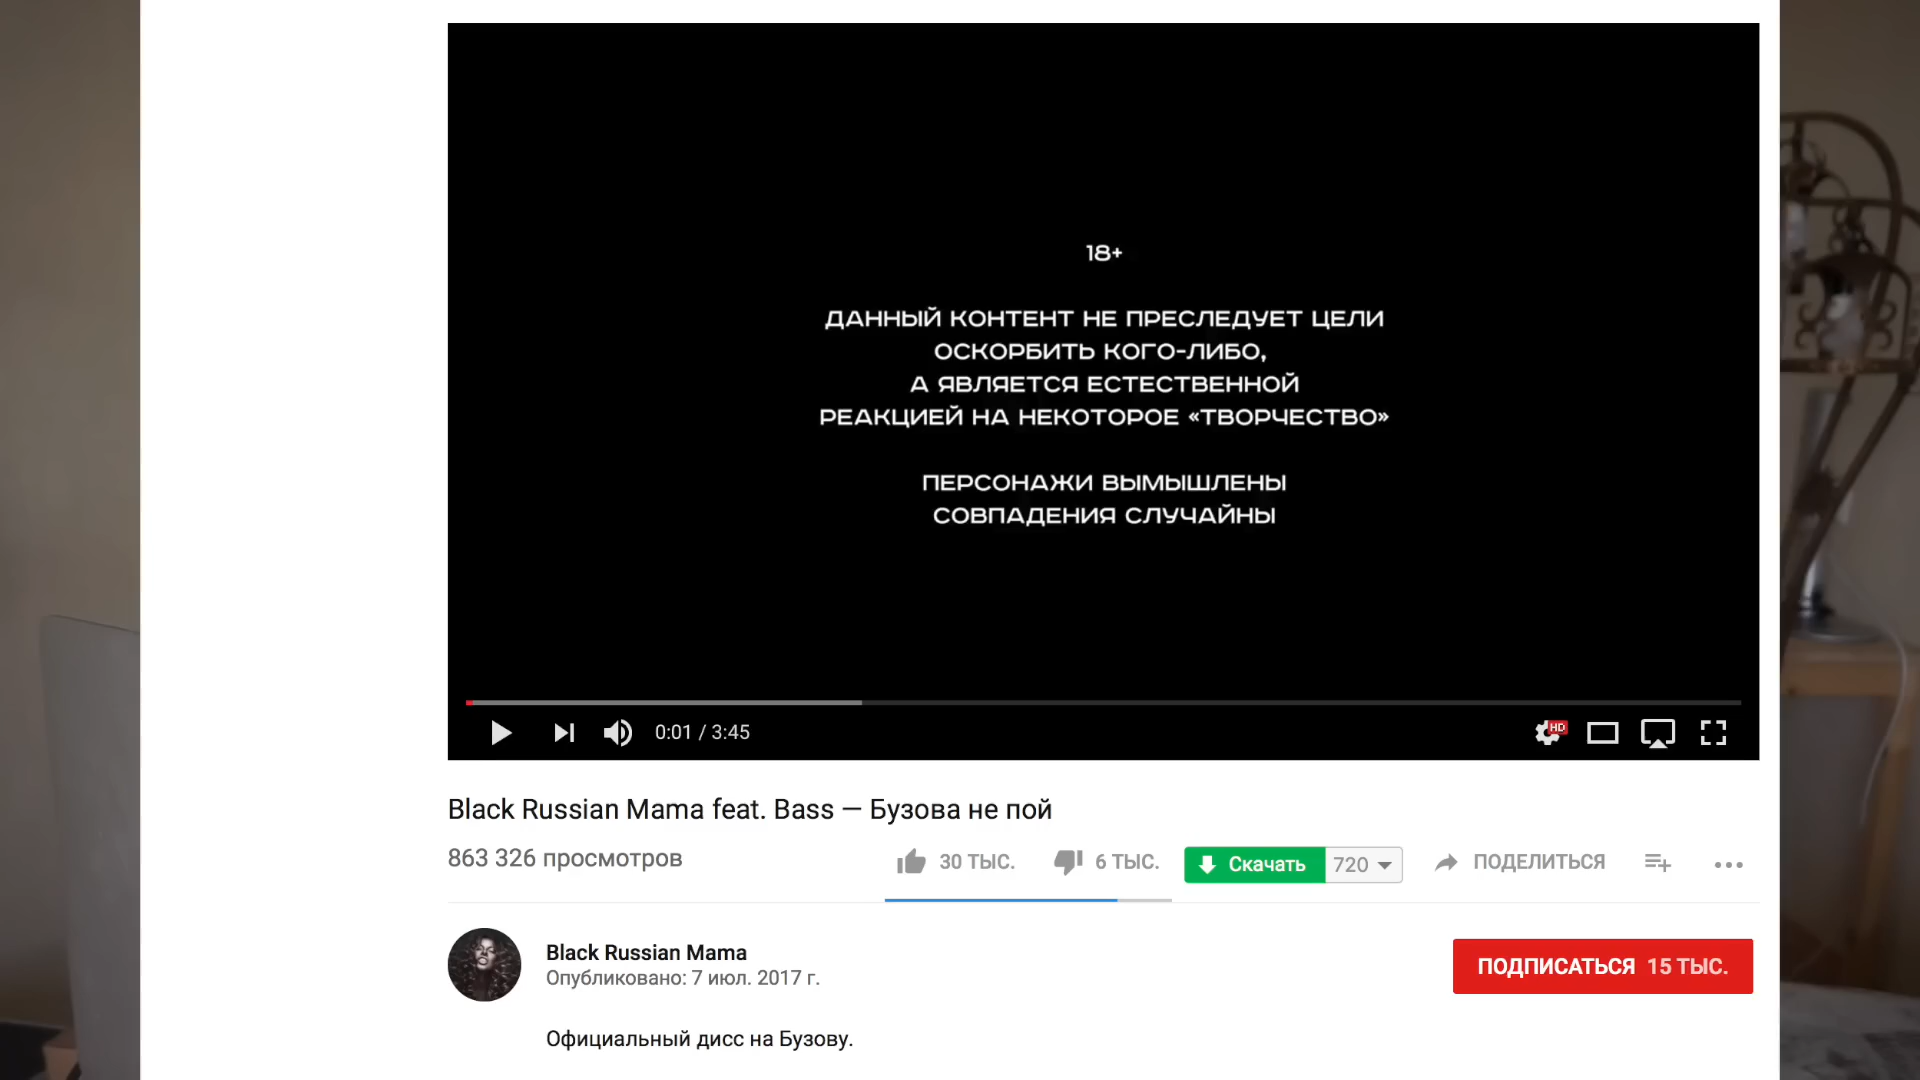 18+
ДАННЫЙ КОНТЕНТ НЕ ПРЕСЛЕДУЕТ ЦЕЛИ
ОСКОРБИТЬ КОГО-ЛИБО,
А ЯВЛЯЕТСЯ ЕСТЕСТВЕННОЙ
РЕАКЦИЕЙ НА НЕКОТОРОЕ «ТВОРЧЕСТВО»
ПЕРСОНАЖИ ВЫМЫШЛЕНЫ
СОВПАДЕНИЯ СЛУЧАЙНЫ
0:01 / 3:45
HD
Black Russian Mama feat. Bass — Бузова не пой
863 326 просмотров
30 ТЫС.
6 ТЫС.
Скачать
720
ПОДЕЛИТЬСЯ
Black Russian Mama
Опубликовано: 7 июл. 2017 г.
ПОДПИСАТЬСЯ 15 ТЫС.
Официальный дисс на Бузову.